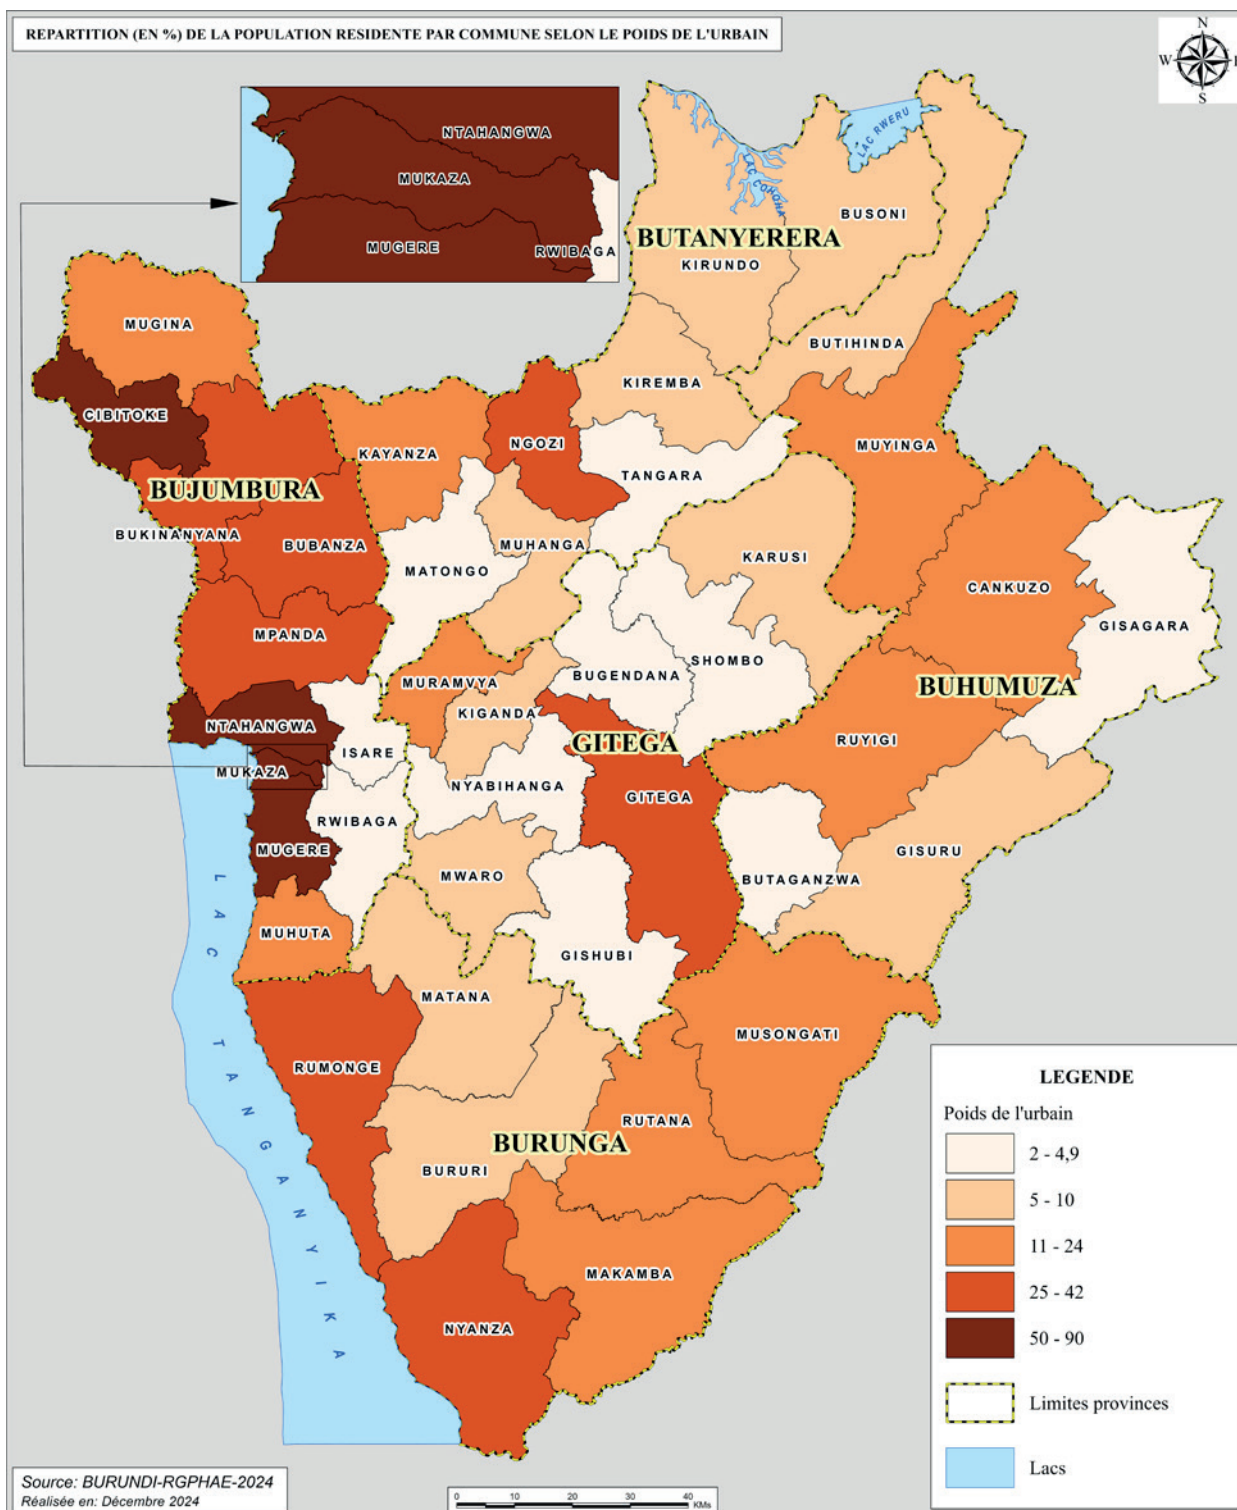 REPARTITION (EN %) DE LA POPULATION RESIDENTE PAR COMMUNE SELON LE POIDS DE L'URBAIN
N
W
E
S
NTAHANGWA
MUKAZA
MUGERE
RWIBAGA
LAC RWERU
LAC COHOHA
BUSONI
BUTANYERERA
KIRUNDO
MUGINA
BUTIHINDA
KIREMBA
CIBITOKE
KAYANZA
NGOZI
MUYINGA
TANGARA
BUJUMBURA
BUKINANYANA
BUBANZA
MUHANGA
KARUSI
MATONGO
CANKUZO
GISAGARA
MPANDA
SHOMBO
BUGENDANA
MURAMVYA
BUHUMUZA
KIGANDA
NTAHANGWA
GITEGA
RUYIGI
ISARE
MUKAZA
NYABIHANGA
GITEGA
RWIBAGA
MUGERE
GISURU
MWARO
BUTAGANZWA
MUHUTA
GISHUBI
MATANA
MUSONGATI
RUMONGE
RUTANA
BURUNGA
BURURI
MAKAMBA
NYANZA
LAC TANGANYIKA
LEGENDE
Poids de l'urbain
2 - 4,9
5 - 10
11 - 24
25 - 42
50 - 90
Limites provinces
Lacs
Source: BURUNDI-RGPHAE-2024
Réalisée en: Décembre 2024
0 10 20 30 40
KMs